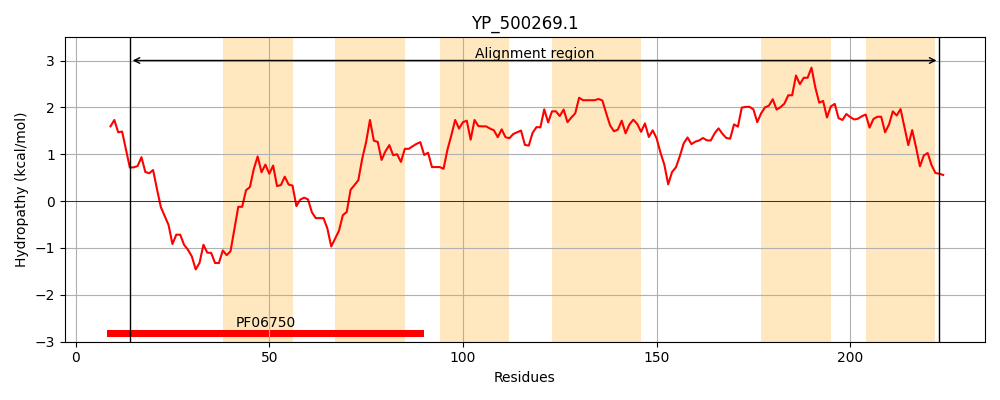 YP_500269.1
Hydropathy (kcal/mol)
3
2
1
0
−1
−2
−3
Alignment region
PF06750
0
50
100
150
200
Residues